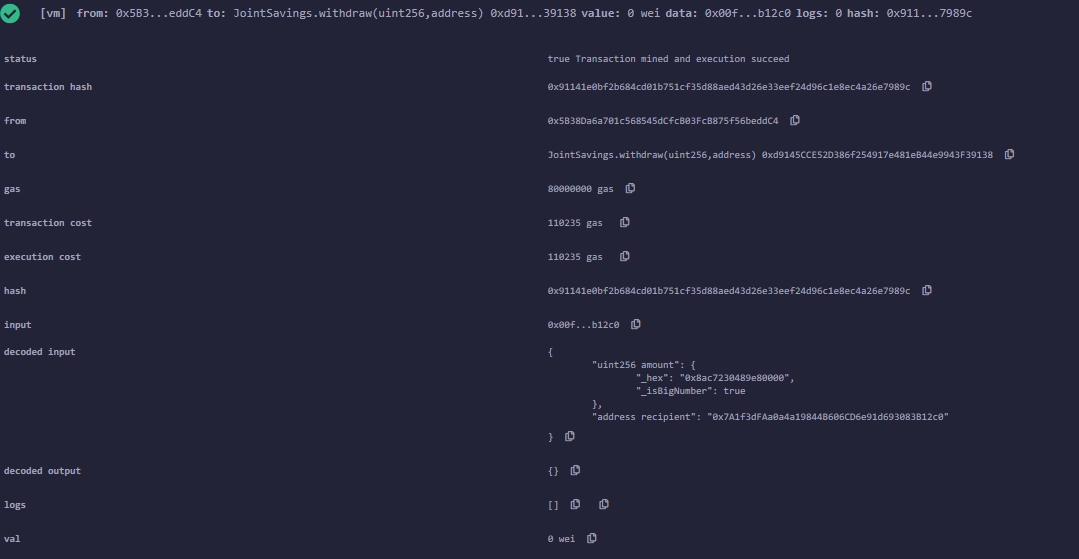 [vm] from: 0x5B3...eddC4 to: JointSavings.withdraw(uint256,address) 0xd91...39138 value: 0 wei data: 0x00f...b12c0 logs: 0 hash: 0x911...7989c
status true Transaction mined and execution succeed
transaction hash 0x91141e0bf2b684cd01b751cf35d88aed43d26e33eef24d96c1e8ec4a26e7989c
from 0x5B38Da6a701c568545dCfcB03FcB875f56beddC4
to JointSavings.withdraw(uint256,address) 0xd9145CCE52D386f254917e481eB44e9943F39138
gas 80000000 gas
transaction cost 110235 gas
execution cost 110235 gas
hash 0x91141e0bf2b684cd01b751cf35d88aed43d26e33eef24d96c1e8ec4a26e7989c
input 0x00f...b12c0
decoded input {
"uint256 amount": {
"_hex": "0x8ac7230489e80000",
"_isBigNumber": true
},
"address recipient": "0x7A1f3dFAa0a4a19844B606CD6e91d693083B12c0"
}
decoded output {}
logs []
val 0 wei